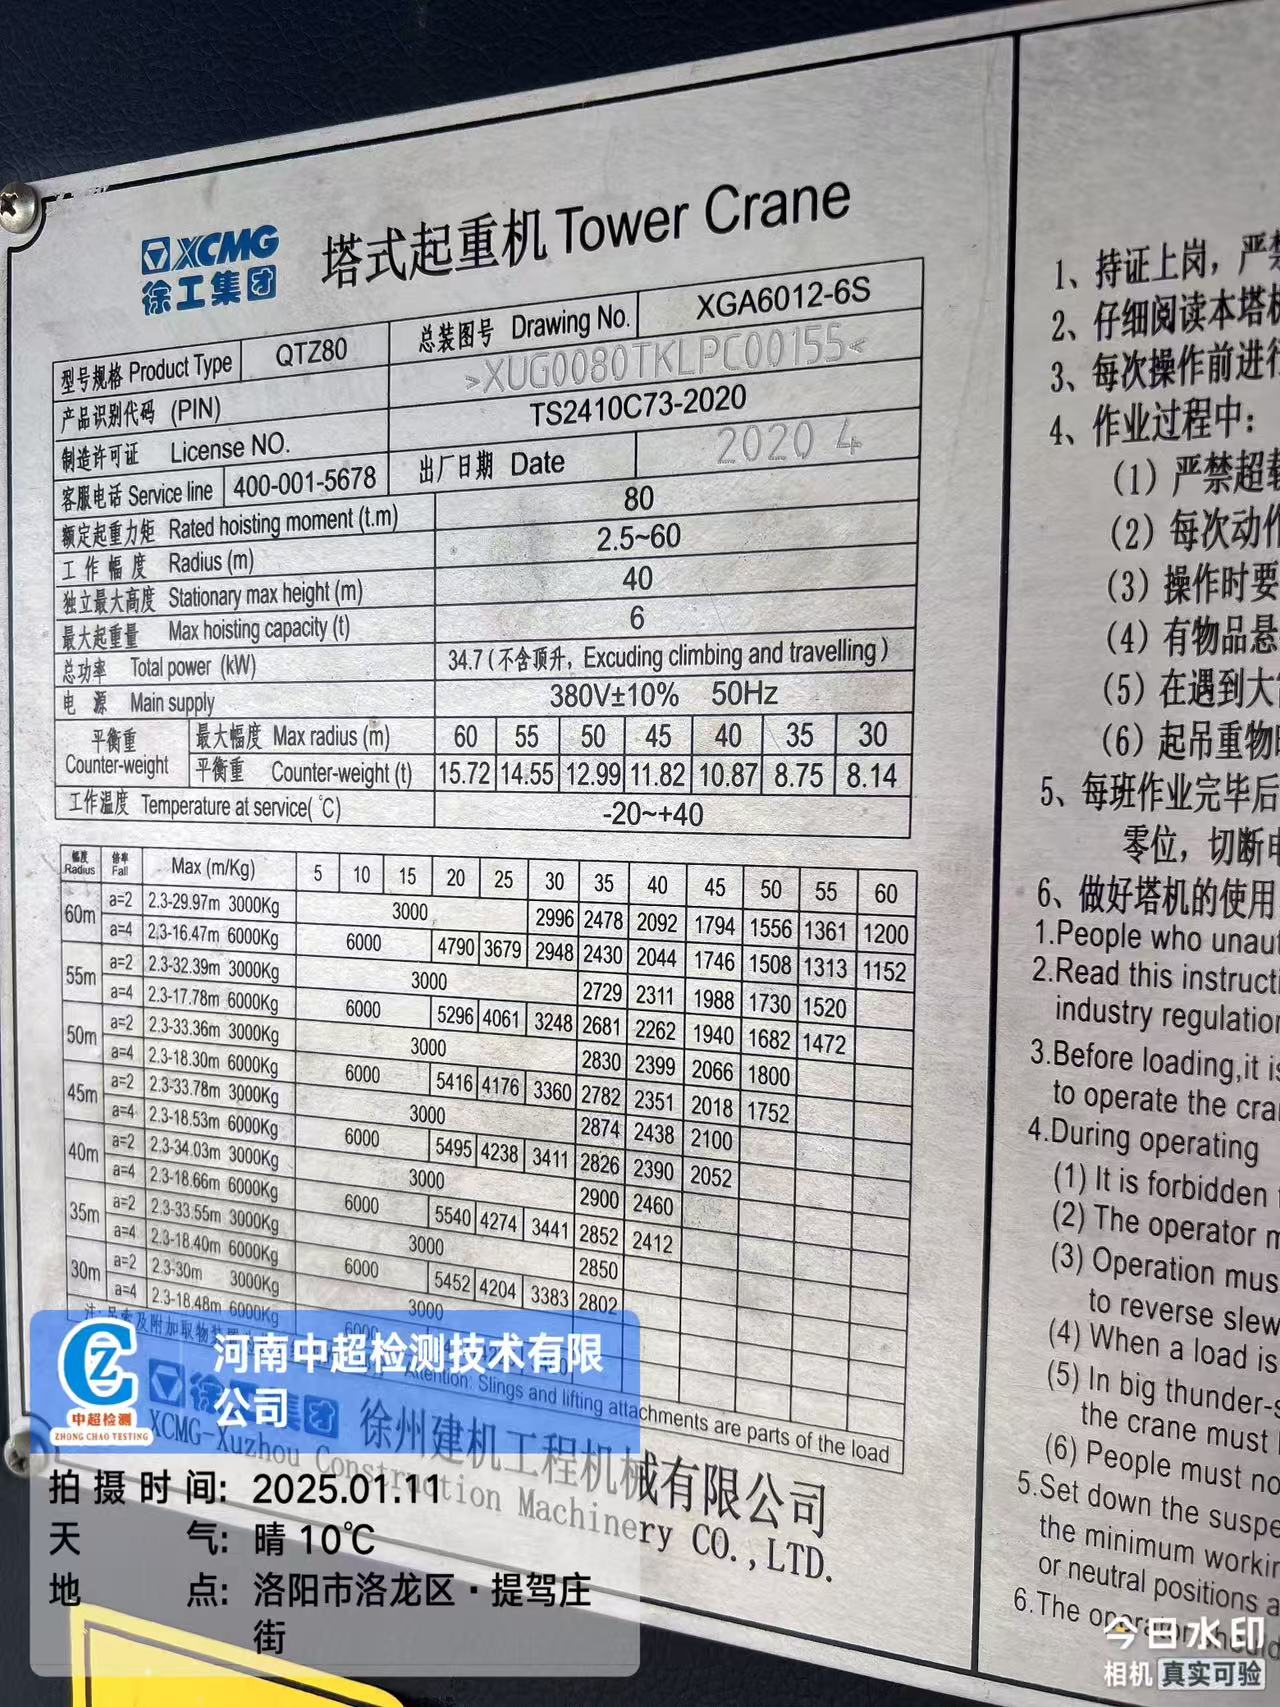 XCMG
徐工集团
塔式起重机 Tower Crane
型号规格 Product Type QTZ80 总装图号 Drawing No. XGA6012-6S
产品识别代码 (PIN) >XUG0080TKLPC00155<
制造许可证 License NO. TS2410C73-2020
客服电话 Service line 400-001-5678 出厂日期 Date 2020 4
额定起重力矩 Rated hoisting moment (t.m) 80
工作幅度 Radius (m) 2.5~60
独立最大高度 Stationary max height (m) 40
最大起重量 Max hoisting capacity (t) 6
总功率 Total power (kW) 34.7 (不含顶升, Excuding climbing and travelling)
电源 Main supply 380V±10% 50Hz
平衡重 Counter-weight 最大幅度 Max radius (m) 60 55 50 45 40 35 30
平衡重 Counter-weight (t) 15.72 14.55 12.99 11.82 10.87 8.75 8.14
工作温度 Temperature at service(℃) -20~+40
幅度 Radius 倍率 Fall Max (m/Kg) 5 10 15 20 25 30 35 40 45 50 55 60
60m a=2 2.3-29.97m 3000Kg 3000 2996 2478 2092 1794 1556 1361 1200
a=4 2.3-16.47m 6000Kg 6000 4790 3679 2948 2430 2044 1746 1508 1313 1152
55m a=2 2.3-32.39m 3000Kg 3000 2729 2311 1988 1730 1520
a=4 2.3-17.78m 6000Kg 6000 5296 4061 3248 2681 2262 1940 1682 1472
50m a=2 2.3-33.36m 3000Kg 3000 2830 2399 2066 1800
a=4 2.3-18.30m 6000Kg 6000 5416 4176 3360 2782 2351 2018 1752
45m a=2 2.3-33.78m 3000Kg 3000 2874 2438 2100
a=4 2.3-18.53m 6000Kg 6000 5495 4238 3411 2826 2390 2052
40m a=2 2.3-34.03m 3000Kg 3000 2900 2460
a=4 2.3-18.66m 6000Kg 6000 5540 4274 3441 2852 2412
35m a=2 2.3-33.55m 3000Kg 3000 2850
a=4 2.3-18.40m 6000Kg 6000 5452 4204 3383 2802
30m a=2 2.3-30m 3000Kg 3000
a=4 2.3-18.48m 6000Kg 6000
注:吊索及附加取物装置
Attention: Slings and lifting attachments are parts of the load
徐工集团 徐州建机工程机械有限公司
XCMG-Xuzhou Construction Machinery CO.,LTD.
1、持证上岗，严禁
2、仔细阅读本塔机
3、每次操作前进行
4、作业过程中：
(1) 严禁超载
(2) 每次动作
(3) 操作时要
(4) 有物品悬
(5) 在遇到大
(6) 起吊重物
5、每班作业完毕后
零位，切断电
6、做好塔机的使用
1.People who unaut
2.Read this instructi
industry regulation
3.Before loading,it is
to operate the cra
4.During operating
(1) It is forbidden
(2) The operator m
(3) Operation mus
to reverse slew
(4) When a load is
(5) In big thunder-s
the crane must
(6) People must no
5.Set down the suspe
the minimum workin
or neutral positions a
6.The operator should
中超检测
ZHONG CHAO TESTING
河南中超检测技术有限
公司
拍摄时间: 2025.01.11
天气: 晴 10℃
地点: 洛阳市洛龙区·提驾庄
街
今日水印
相机 真实可验